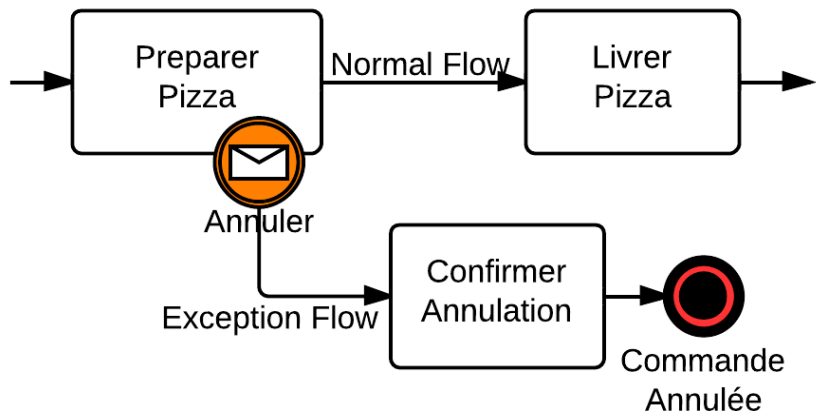 Preparer
Pizza
Normal Flow
Livrer
Pizza
Annuler
Confirmer
Annulation
Exception Flow
Commande
Annulée